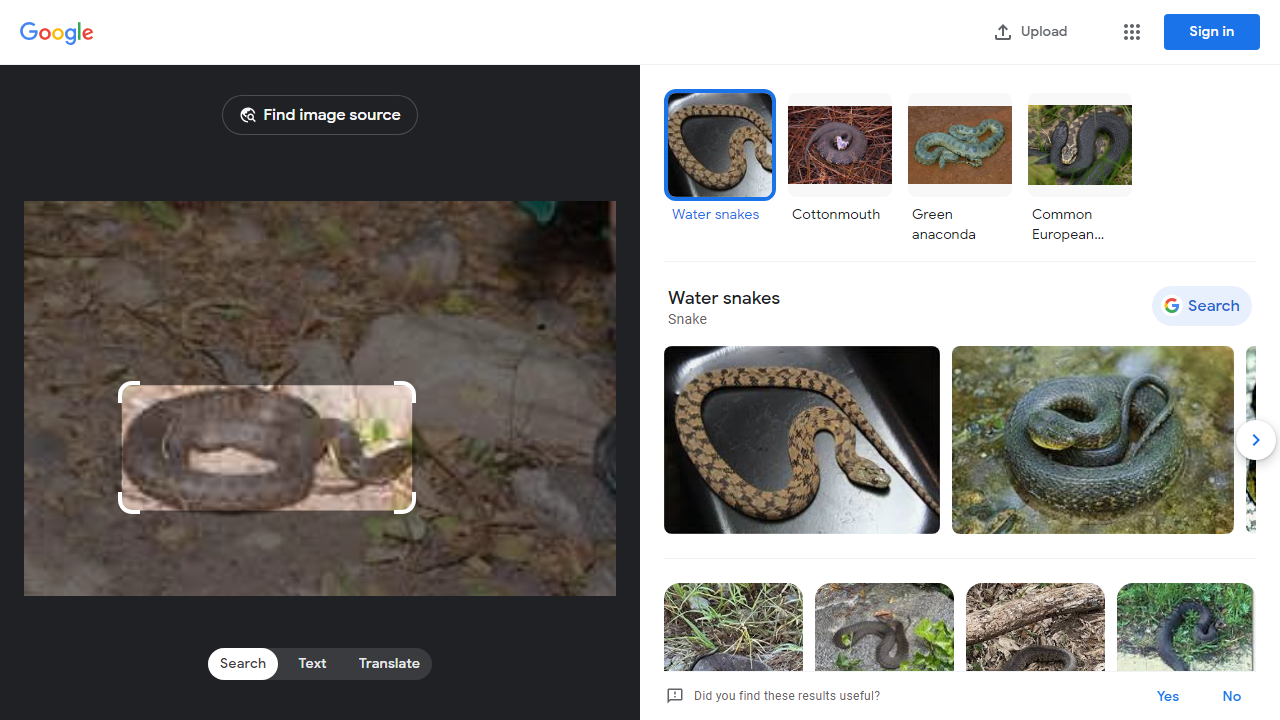 Google
Upload
Sign in
Find image source
Water snakes
Cottonmouth
Green
anaconda
Common
European...
Water snakes
Snake
Search
Search
Text
Translate
Did you find these results useful?
Yes
No